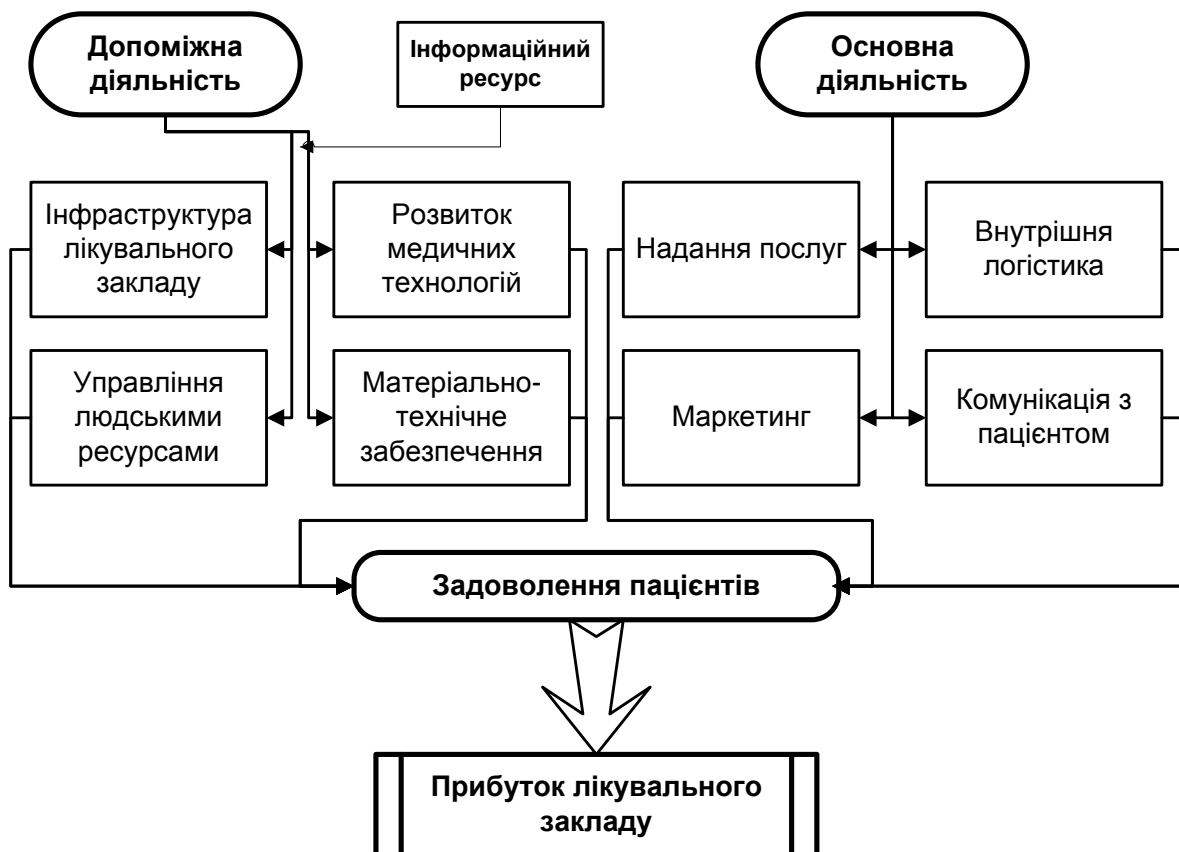 Допоміжна
діяльність
Інформаційний
ресурс
Основна
діяльність
Інфраструктура
лікувального
закладу
Розвиток
медичних
технологій
Надання послуг
Внутрішня
логістика
Управління
людськими
ресурсами
Матеріально-
технічне
забезпечення
Маркетинг
Комунікація з
пацієнтом
Задоволення пацієнтів
Прибуток лікувального
закладу